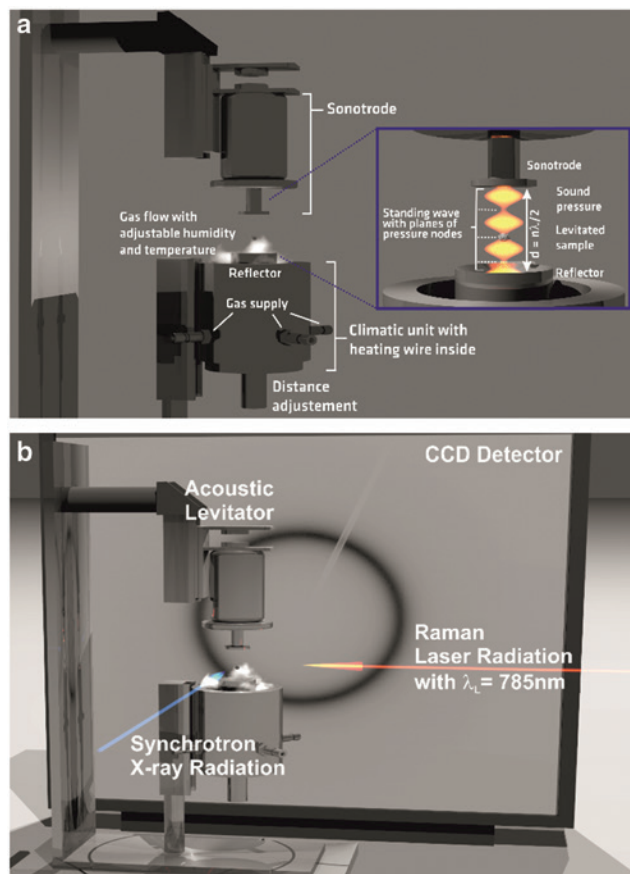 a
Sonotrode
Gas flow with
adjustable humidity
and temperature
Reflector
Gas supply
Climatic unit with
heating wire inside
Distance
adjustement
Sonotrode
Standing wave
with planes of
pressure nodes
Sound
pressure
Levitated
sample
d = nλ/2
Reflector
b
CCD Detector
Acoustic
Levitator
Raman
Laser Radiation
with λL= 785nm
Synchrotron
X-ray Radiation